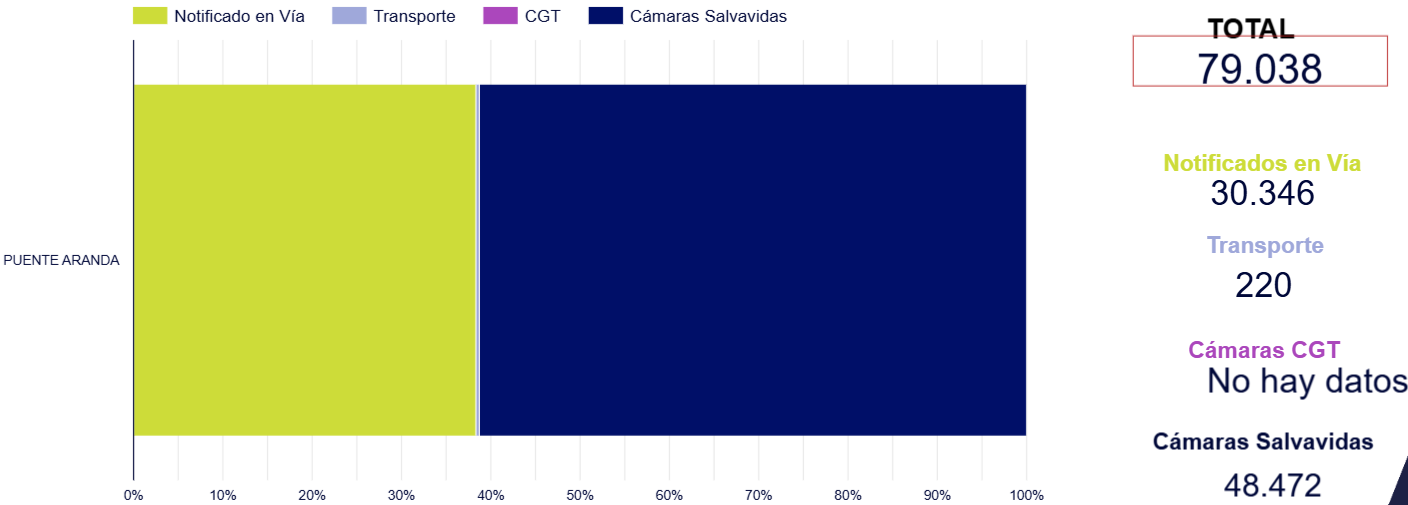 Notificado en Vía
Transporte
CGT
Cámaras Salvavidas
PUENTE ARANDA
0%
10%
20%
30%
40%
50%
60%
70%
80%
90%
100%
TOTAL
79.038
Notificados en Vía
30.346
Transporte
220
Cámaras CGT
No hay datos
Cámaras Salvavidas
48.472